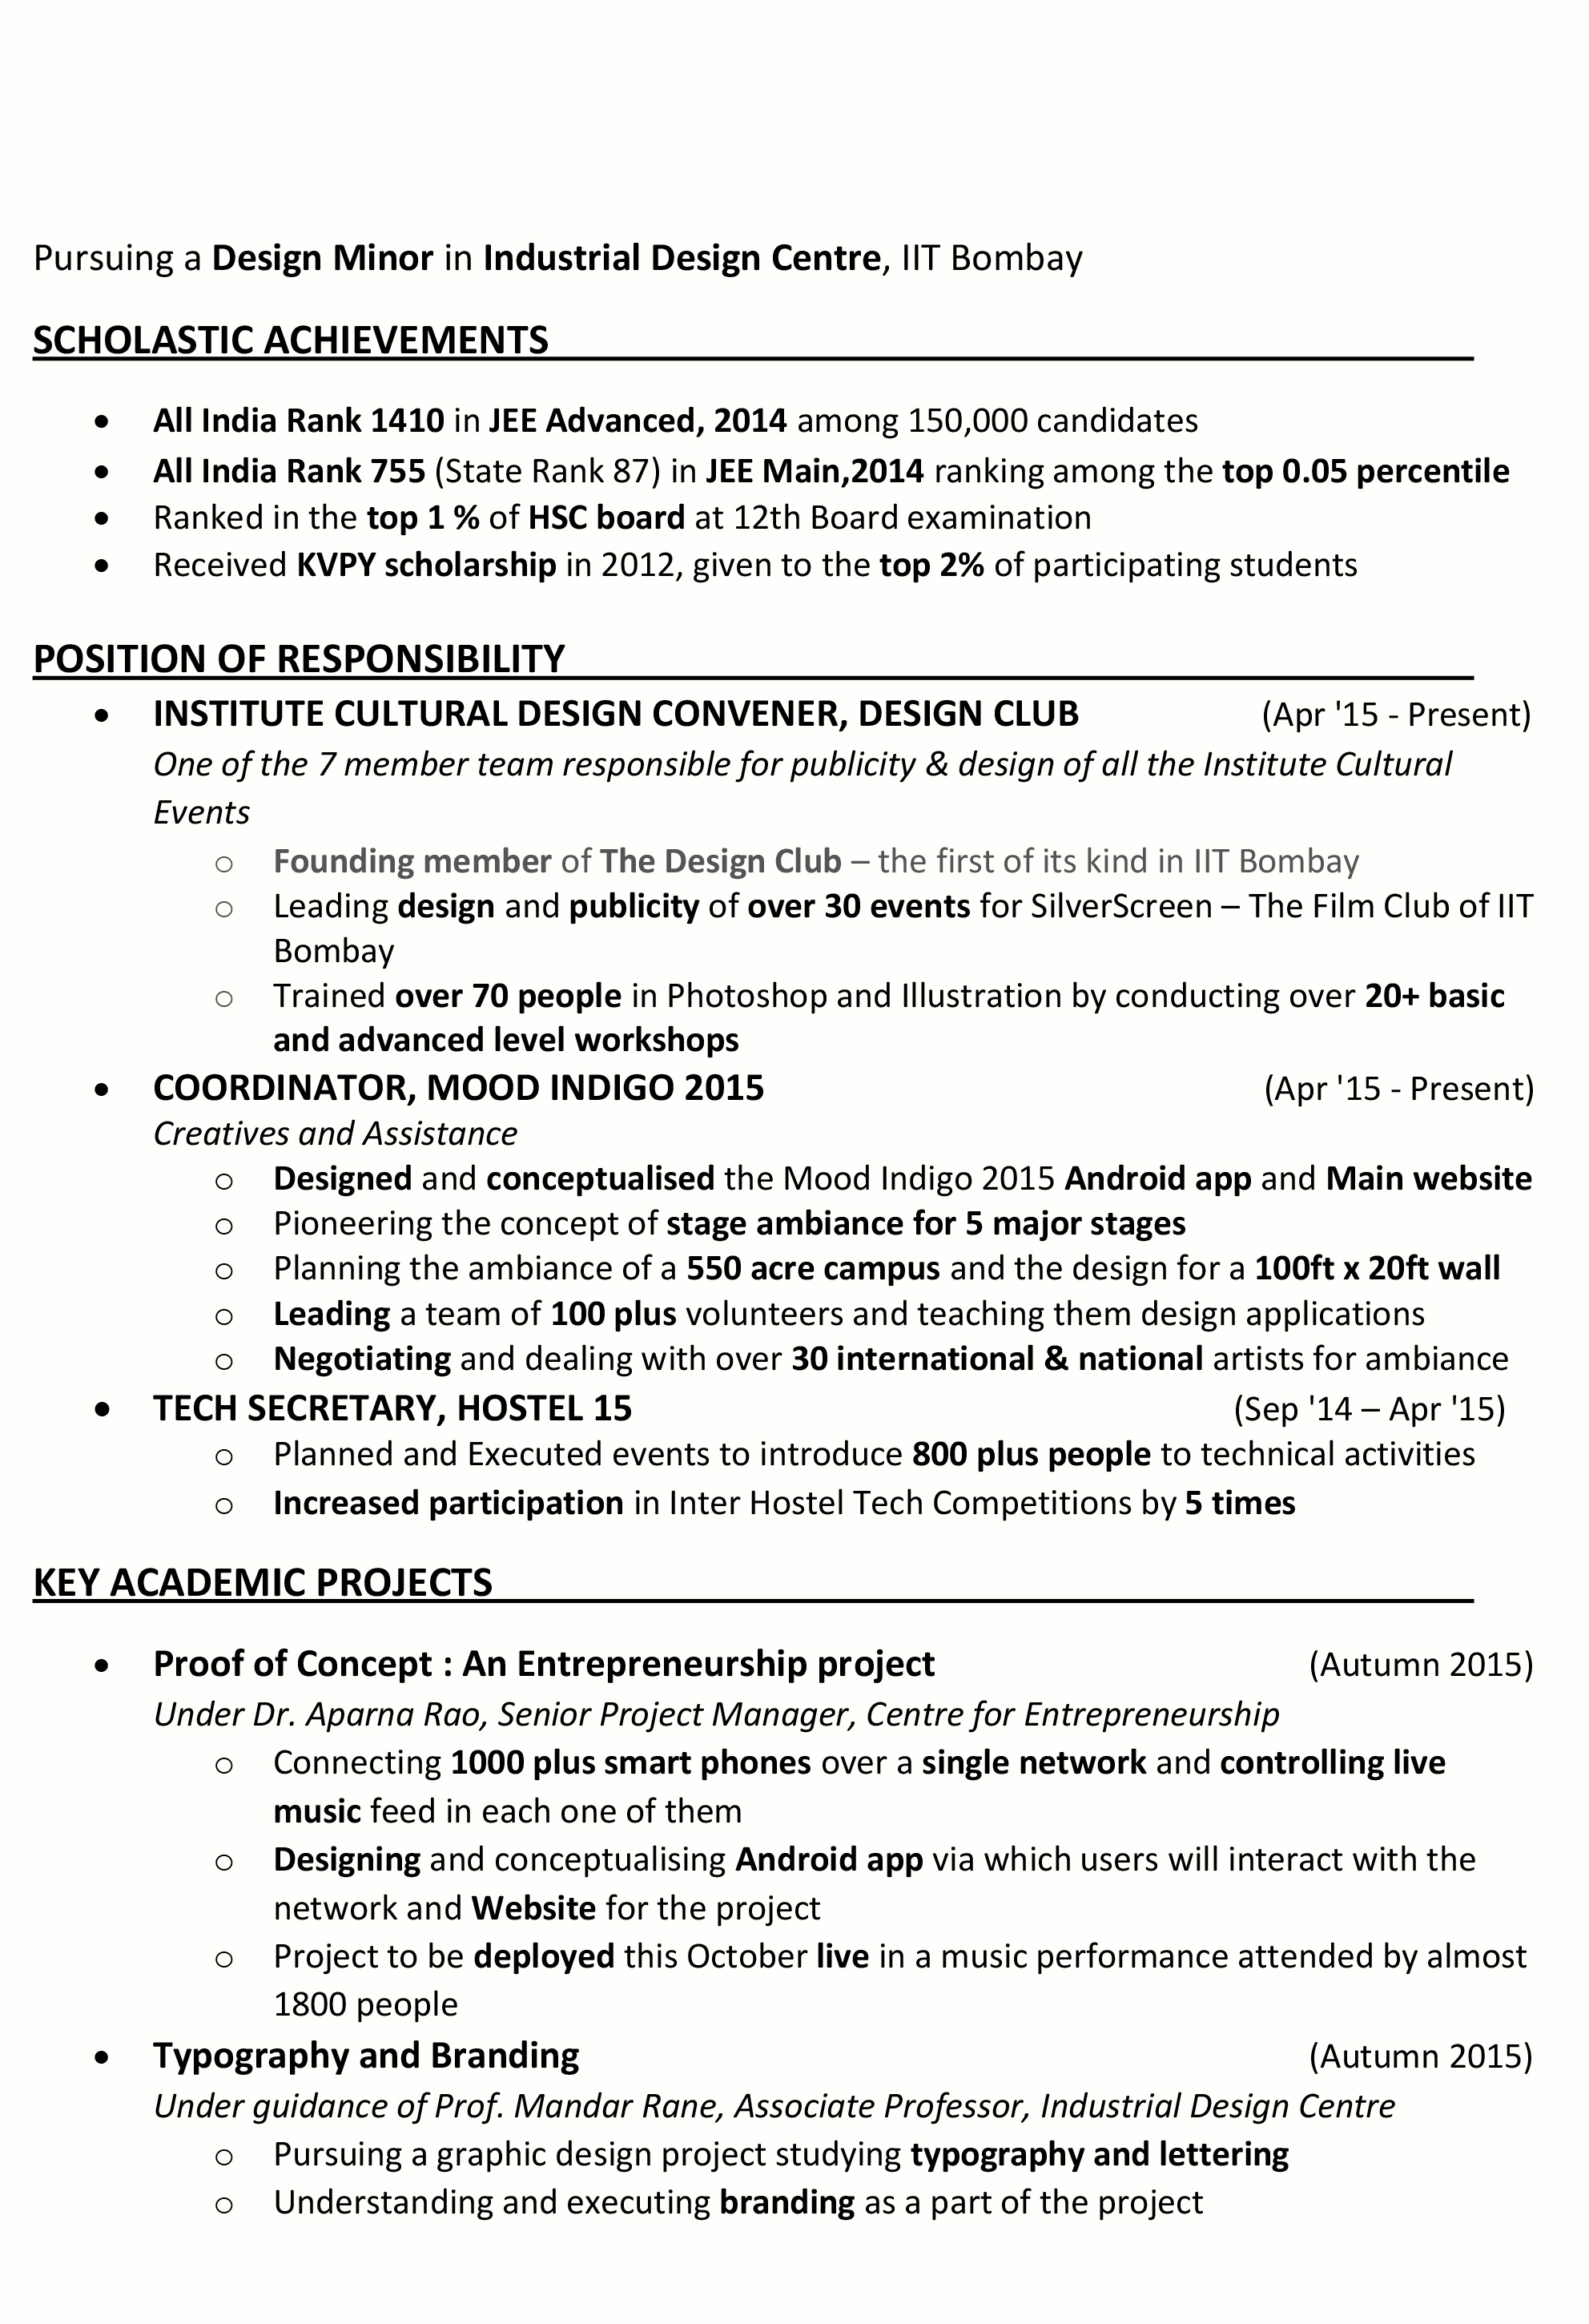 Pursuing a Design Minor in Industrial Design Centre, IIT Bombay
SCHOLASTIC ACHIEVEMENTS
• All India Rank 1410 in JEE Advanced, 2014 among 150,000 candidates
• All India Rank 755 (State Rank 87) in JEE Main,2014 ranking among the top 0.05 percentile
• Ranked in the top 1 % of HSC board at 12th Board examination
• Received KVPY scholarship in 2012, given to the top 2% of participating students
POSITION OF RESPONSIBILITY
• INSTITUTE CULTURAL DESIGN CONVENER, DESIGN CLUB (Apr '15 - Present)
One of the 7 member team responsible for publicity & design of all the Institute Cultural
Events
o Founding member of The Design Club – the first of its kind in IIT Bombay
o Leading design and publicity of over 30 events for SilverScreen – The Film Club of IIT
Bombay
o Trained over 70 people in Photoshop and Illustration by conducting over 20+ basic
and advanced level workshops
• COORDINATOR, MOOD INDIGO 2015 (Apr '15 - Present)
Creatives and Assistance
o Designed and conceptualised the Mood Indigo 2015 Android app and Main website
o Pioneering the concept of stage ambiance for 5 major stages
o Planning the ambiance of a 550 acre campus and the design for a 100ft x 20ft wall
o Leading a team of 100 plus volunteers and teaching them design applications
o Negotiating and dealing with over 30 international & national artists for ambiance
• TECH SECRETARY, HOSTEL 15 (Sep '14 – Apr '15)
o Planned and Executed events to introduce 800 plus people to technical activities
o Increased participation in Inter Hostel Tech Competitions by 5 times
KEY ACADEMIC PROJECTS
• Proof of Concept : An Entrepreneurship project (Autumn 2015)
Under Dr. Aparna Rao, Senior Project Manager, Centre for Entrepreneurship
o Connecting 1000 plus smart phones over a single network and controlling live
music feed in each one of them
o Designing and conceptualising Android app via which users will interact with the
network and Website for the project
o Project to be deployed this October live in a music performance attended by almost
1800 people
• Typography and Branding (Autumn 2015)
Under guidance of Prof. Mandar Rane, Associate Professor, Industrial Design Centre
o Pursuing a graphic design project studying typography and lettering
o Understanding and executing branding as a part of the project